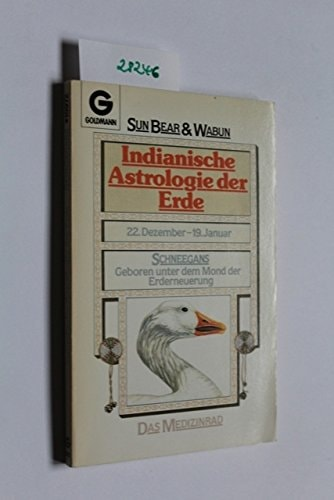 28246
G
GOLDMANN
SUN BEAR & WABUN
Indianische
Astrologie der
Erde
22. Dezember – 19. Januar
SCHNEEGANS
Geboren unter dem Mond der
Erderneuerung
DAS MEDIZINRAD